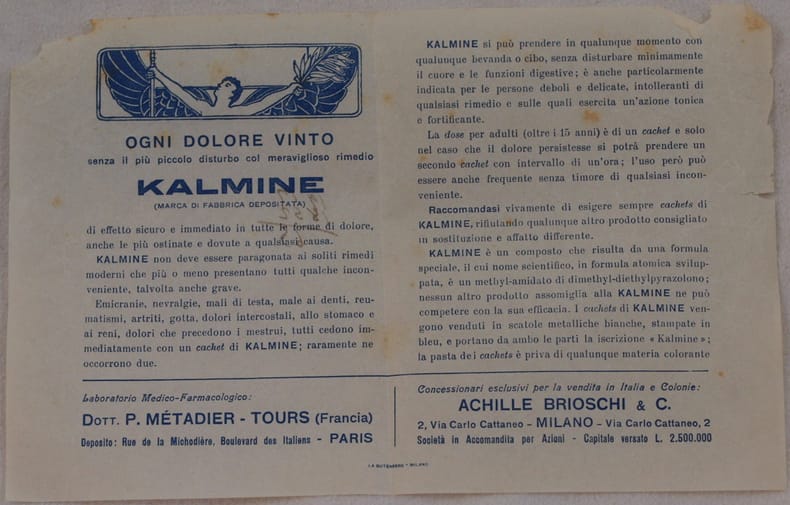 OGNI DOLORE VINTO
senza il più piccolo disturbo col meraviglioso rimedio
KALMINE
(MARCA DI FABBRICA DEPOSITATA)
di effetto sicuro e immediato in tutte le forme di dolore,
anche le più ostinate e dovute a qualsiasi causa.
KALMINE non deve essere paragonata ai soliti rimedi
moderni che più o meno presentano tutti qualche incon-
veniente, talvolta anche grave.
Emicranie, nevralgie, mali di testa, male ai denti, reu-
matismi, artriti, gotta, dolori intercostali, allo stomaco e
ai reni, dolori che precedono i mestrui, tutti cedono im-
mediatamente con un cachet di KALMINE; raramente ne
occorrono due.
KALMINE si può prendere in qualunque momento con
qualunque bevanda o cibo, senza disturbare minimamente
il cuore e le funzioni digestive; è anche particolarmente
indicata per le persone deboli e delicate, intolleranti di
qualsiasi rimedio e sulle quali esercita un'azione tonica
e fortificante.
La dose per adulti (oltre i 15 anni) è di un cachet e solo
nel caso che il dolore persistesse si potrà prendere un
secondo cachet con intervallo di un'ora; l'uso però può
essere anche frequente senza timore di qualsiasi incon-
veniente.
Raccomandasi vivamente di esigere sempre cachets di
KALMINE, rifiutando qualunque altro prodotto consigliato
in sostituzione e affatto differente.
KALMINE è un composto che risulta da una formula
speciale, il cui nome scientifico, in formula atomica svilup-
pata, è un methyl-amidato di dimethyl-diethylpyrazolono;
nessun altro prodotto assomiglia alla KALMINE ne può
competere con la sua efficacia. I cachets di KALMINE ven-
gono venduti in scatole metalliche bianche, stampate in
bleu, e portano da ambo le parti la iscrizione « Kalmine »;
la pasta dei cachets è priva di qualunque materia colorante
Laboratorio Medico-Farmacologico:
DOTT. P. MÉTADIER - TOURS (Francia)
Deposito: Rue de la Michodière, Boulevard des Italiens - PARIS
Concessionari esclusivi per la vendita in Italia e Colonie:
ACHILLE BRIOSCHI & C.
2, Via Carlo Cattaneo - MILANO - Via Carlo Cattaneo, 2
Società in Accomandita per Azioni - Capitale versato L. 2.500.000
LA GUTENBERG - MILANO